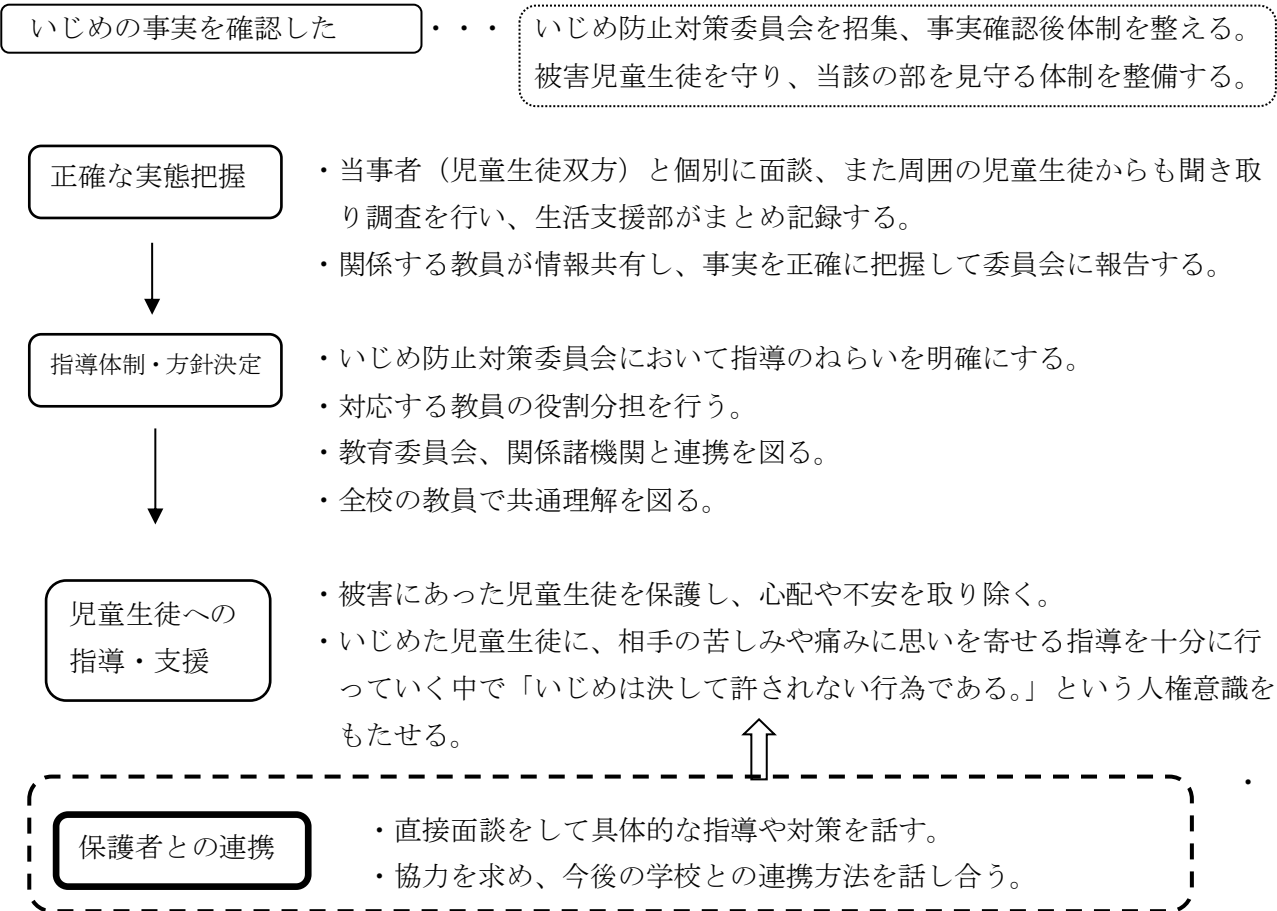 いじめの事実を確認した ・・・ いじめ防止対策委員会を招集、事実確認後体制を整える。
被害児童生徒を守り、当該の部を見守る体制を整備する。
正確な実態把握
・当事者（児童生徒双方）と個別に面談、また周囲の児童生徒からも聞き取
り調査を行い、生活支援部がまとめ記録する。
・関係する教員が情報共有し、事実を正確に把握して委員会に報告する。
指導体制・方針決定
・いじめ防止対策委員会において指導のねらいを明確にする。
・対応する教員の役割分担を行う。
・教育委員会、関係諸機関と連携を図る。
・全校の教員で共通理解を図る。
児童生徒への
指導・支援
・被害にあった児童生徒を保護し、心配や不安を取り除く。
・いじめた児童生徒に、相手の苦しみや痛みに思いを寄せる指導を十分に行
っていく中で「いじめは決して許されない行為である。」という人権意識を
もたせる。
・
保護者との連携
・直接面談をして具体的な指導や対策を話す。
・協力を求め、今後の学校との連携方法を話し合う。